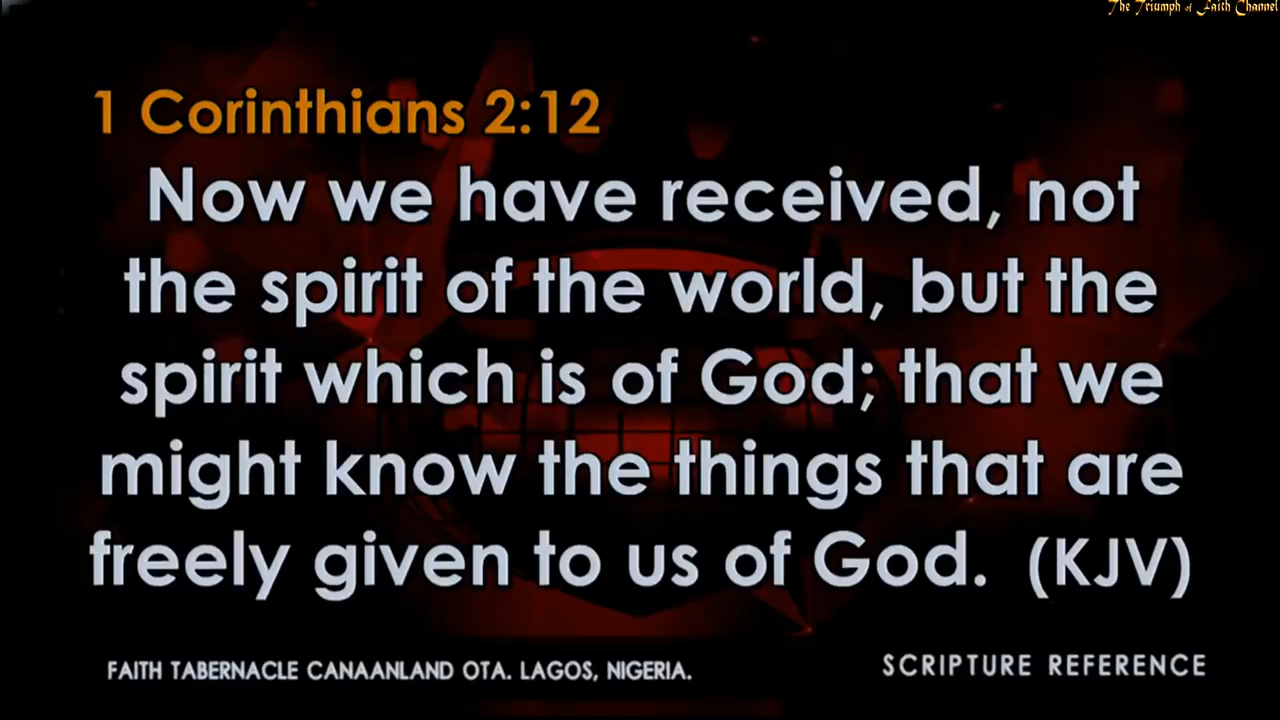 The Triumph of Faith Channel
1 Corinthians 2:12
Now we have received, not
the spirit of the world, but the
spirit which is of God; that we
might know the things that are
freely given to us of God. (KJV)
FAITH TABERNACLE CANAANLAND OTA. LAGOS, NIGERIA.
SCRIPTURE REFERENCE